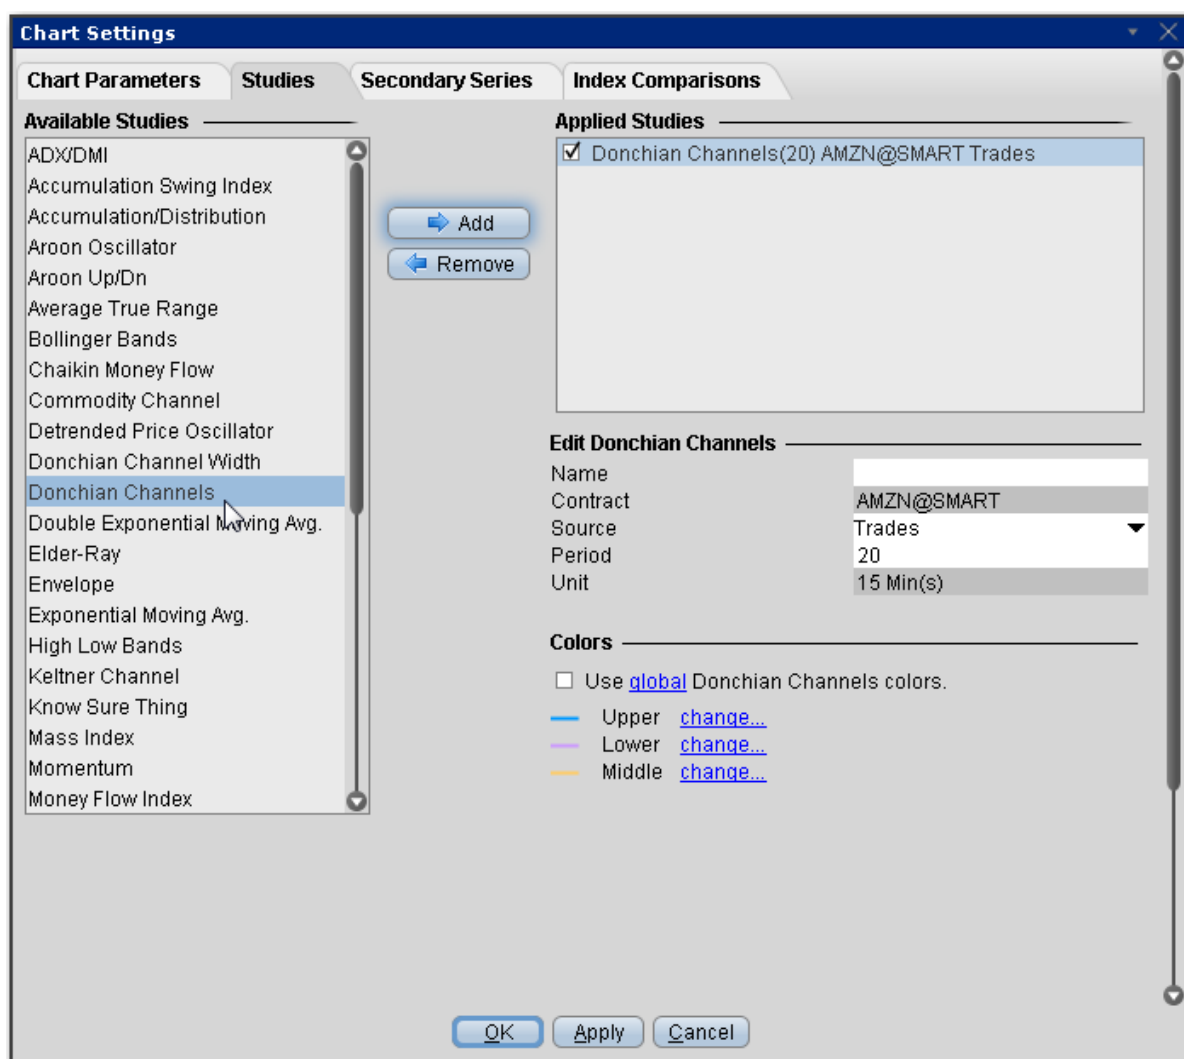 Chart Settings
Chart Parameters Studies Secondary Series Index Comparisons
Available Studies
ADX/DMI
Accumulation Swing Index
Accumulation/Distribution
Aroon Oscillator
Aroon Up/Dn
Average True Range
Bollinger Bands
Chaikin Money Flow
Commodity Channel
Detrended Price Oscillator
Donchian Channel Width
Donchian Channels
Double Exponential Moving Avg.
Elder-Ray
Envelope
Exponential Moving Avg.
High Low Bands
Keltner Channel
Know Sure Thing
Mass Index
Momentum
Money Flow Index
Add
Remove
Applied Studies
Donchian Channels(20) AMZN@SMART Trades
Edit Donchian Channels
Name
Contract AMZN@SMART
Source Trades
Period 20
Unit 15 Min(s)
Colors
Use global Donchian Channels colors.
Upper change...
Lower change...
Middle change...
OK Apply Cancel